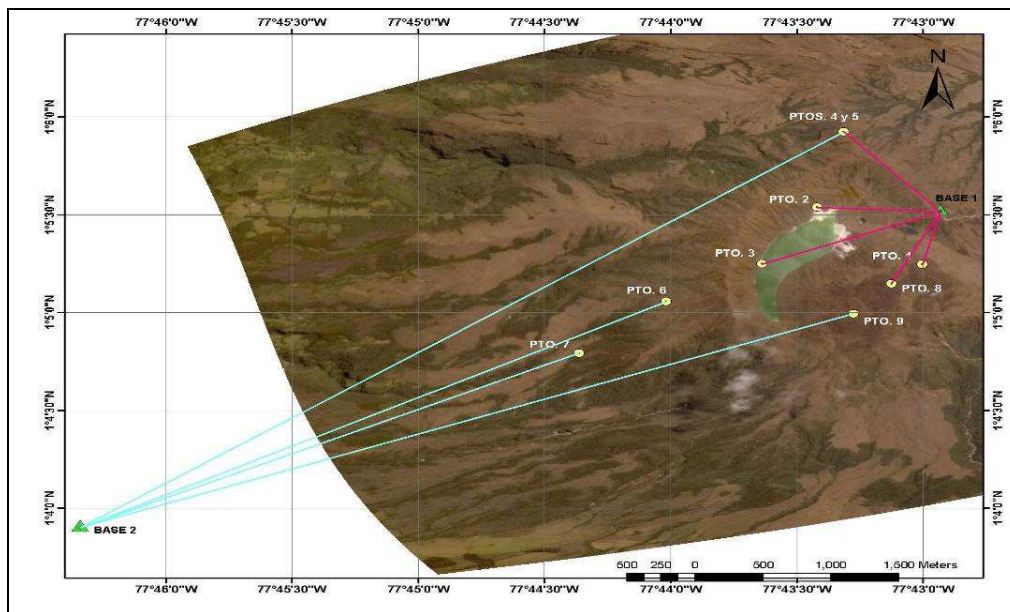 77°46'0"W 77°45'30"W 77°45'0"W 77°44'30"W 77°44'0"W 77°43'30"W 77°43'0"W
N
1°6'0"N 1°6'0"N
PTOS. 4 y 5
BASE 1
PTO. 2
1°5'30"N 1°5'30"N
PTO. 3
PTO. 1
PTO. 8
PTO. 6
1°5'0"N 1°5'0"N
PTO. 9
PTO. 7
1°4'30"N 1°4'30"N
1°4'0"N 1°4'0"N
BASE 2
500 250 0 500 1,000 1,500 Meters
77°46'0"W 77°45'30"W 77°45'0"W 77°44'30"W 77°44'0"W 77°43'30"W 77°43'0"W